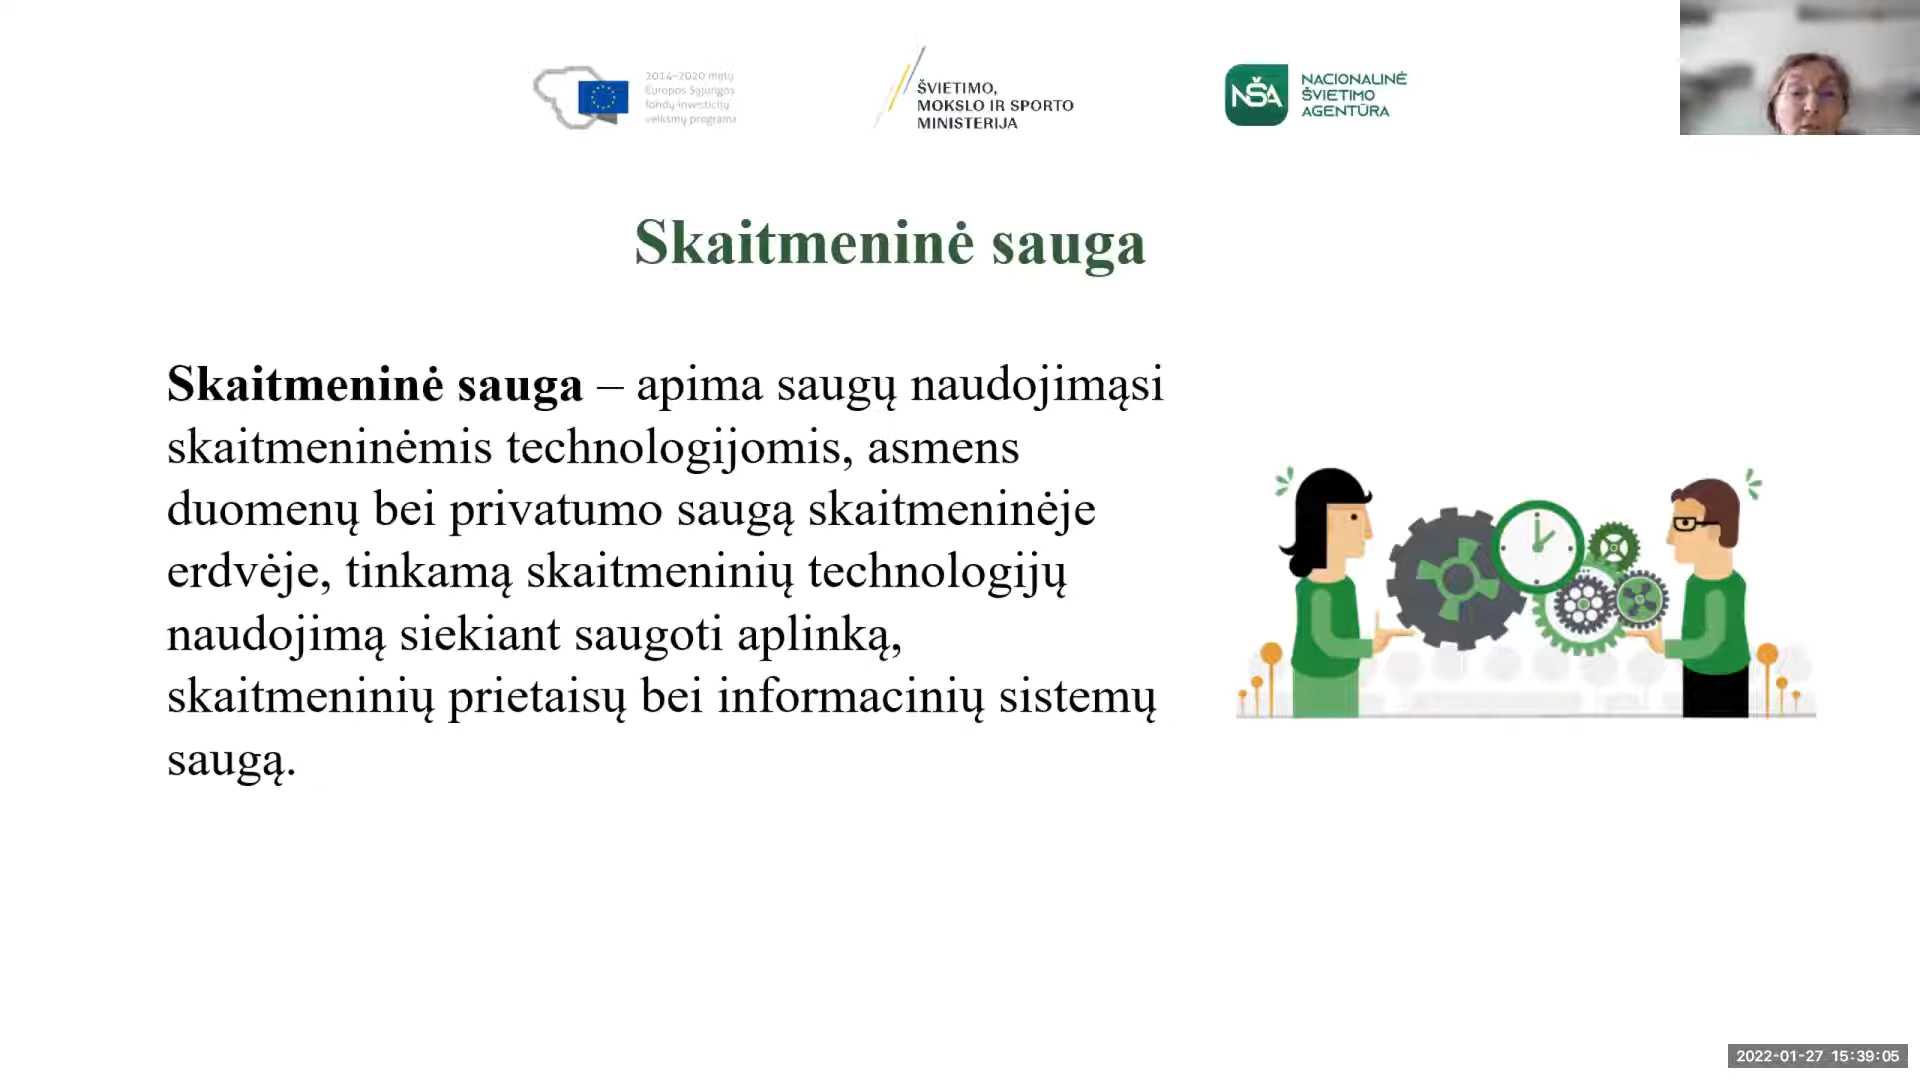 2014–2020 metų
Europos Sąjungos
fondų investicijų
veiksmų programa
ŠVIETIMO,
MOKSLO IR SPORTO
MINISTERIJA
NŠA
NACIONALINĖ
ŠVIETIMO
AGENTŪRA
Skaitmeninė sauga
Skaitmeninė sauga – apima saugų naudojimąsi
skaitmeninėmis technologijomis, asmens
duomenų bei privatumo saugą skaitmeninėje
erdvėje, tinkamą skaitmeninių technologijų
naudojimą siekiant saugoti aplinką,
skaitmeninių prietaisų bei informacinių sistemų
saugą.
2022-01-27 15:39:05